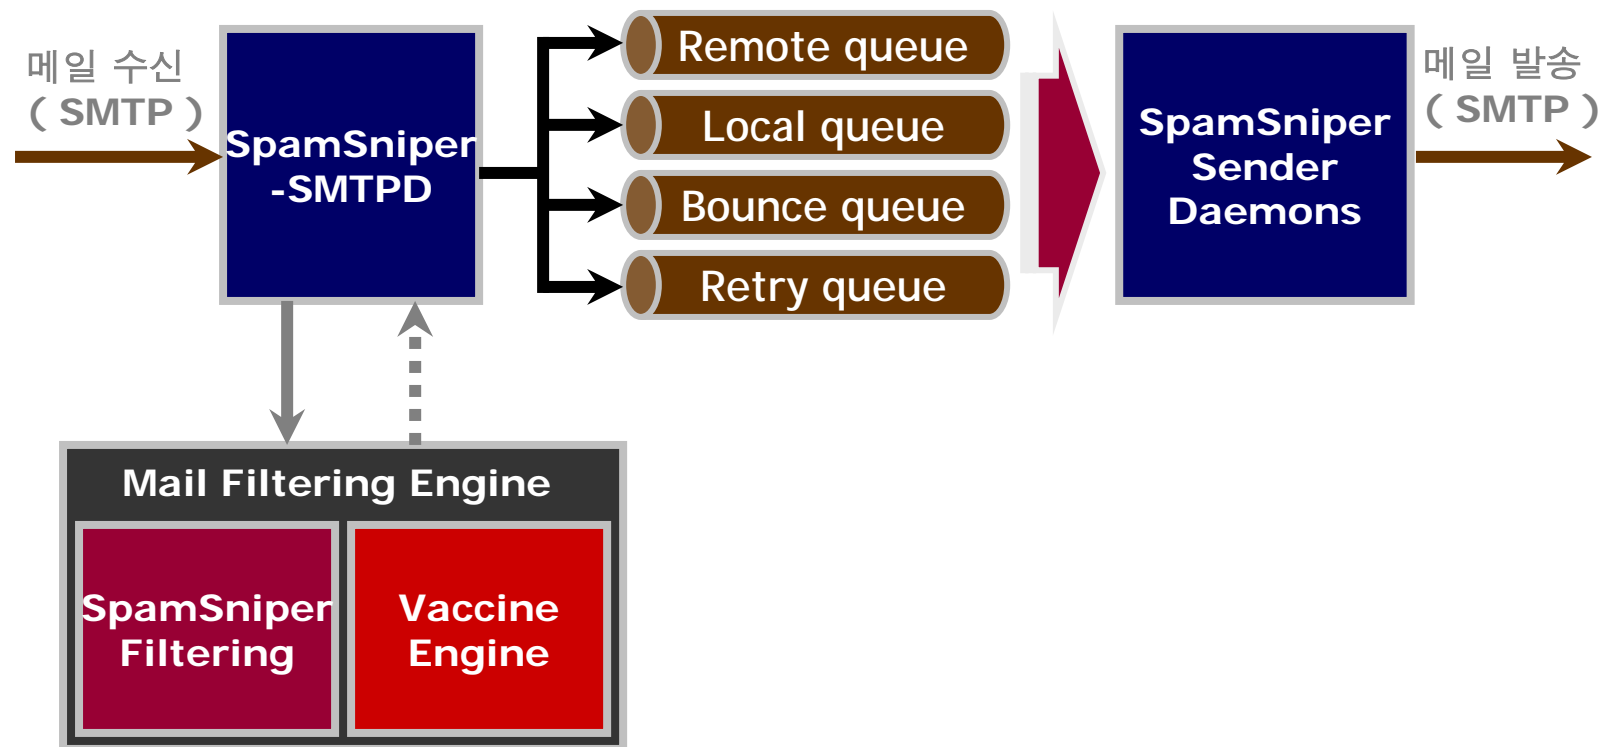 메일 수신
( SMTP )
SpamSniper
-SMTPD
Remote queue
Local queue
Bounce queue
Retry queue
SpamSniper
Sender
Daemons
메일 발송
( SMTP )
Mail Filtering Engine
SpamSniper
Filtering
Vaccine
Engine